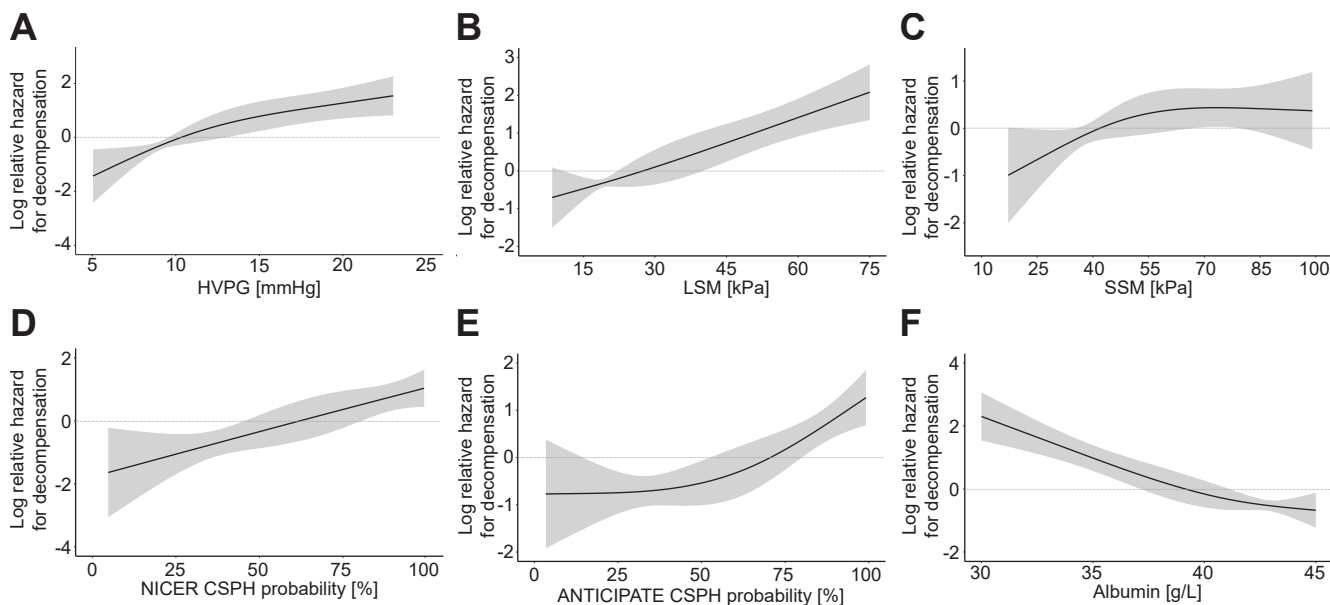 A
Log relative hazard
for decompensation
2
0
-2
-4
5 10 15 20 25
HVPG [mmHg]
B
Log relative hazard
for decompensation
3
2
1
0
-1
-2
15 30 45 60 75
LSM [kPa]
C
Log relative hazard
for decompensation
1
0
-1
-2
10 25 40 55 70 85 100
SSM [kPa]
D
Log relative hazard
for decompensation
2
0
-2
-4
0 25 50 75 100
NICER CSPH probability [%]
E
Log relative hazard
for decompensation
2
1
0
-1
-2
0 25 50 75 100
ANTICIPATE CSPH probability [%]
F
Log relative hazard
for decompensation
4
2
0
-2
30 35 40 45
Albumin [g/L]